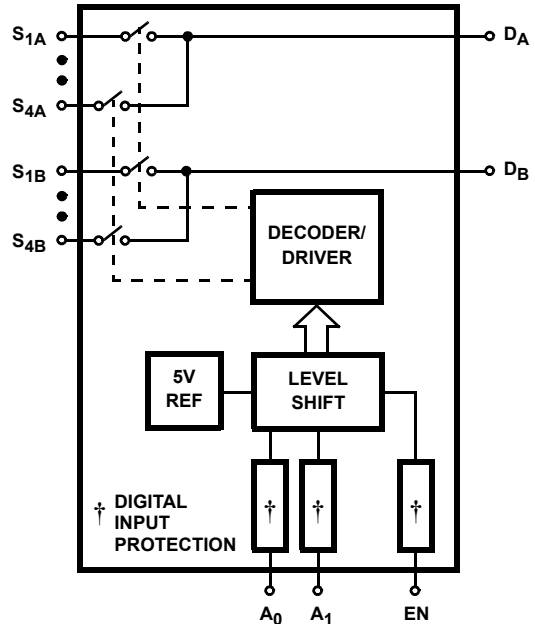 S1A
DA
S4A
S1B
DB
S4B
DECODER/
DRIVER
5V
REF
LEVEL
SHIFT
† † †
† DIGITAL
INPUT
PROTECTION
A0 A1 EN